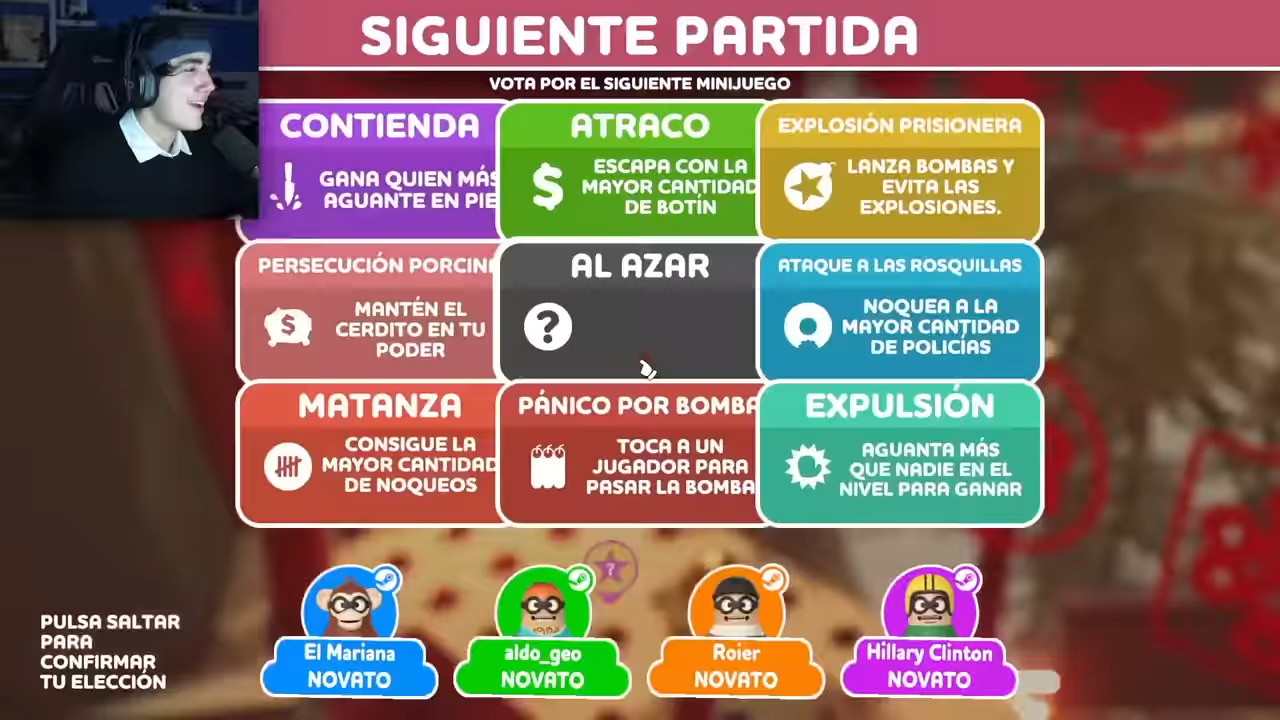 SIGUIENTE PARTIDA
VOTA POR EL SIGUIENTE MINIJUEGO
CONTIENDA
GANA QUIEN MÁS
AGUANTE EN PIE
ATRACO
$
ESCAPA CON LA
MAYOR CANTIDAD
DE BOTÍN
EXPLOSIÓN PRISIONERA
LANZA BOMBAS Y
EVITA LAS
EXPLOSIONES.
PERSECUCIÓN PORCIN
$
MANTÉN EL
CERDITO EN TU
PODER
AL AZAR
?
ATAQUE A LAS ROSQUILLAS
NOQUEA A LA
MAYOR CANTIDAD
DE POLICÍAS
MATANZA
CONSIGUE LA
MAYOR CANTIDAD
DE NOQUEOS
PÁNICO POR BOMBA
TOCA A UN
JUGADOR PARA
PASAR LA BOMBA
EXPULSIÓN
AGUANTA MÁS
QUE NADIE EN EL
NIVEL PARA GANAR
?
PULSA SALTAR
PARA
CONFIRMAR
TU ELECCIÓN
El Mariana
NOVATO
aldo_geo
NOVATO
Roier
NOVATO
Hillary Clinton
NOVATO